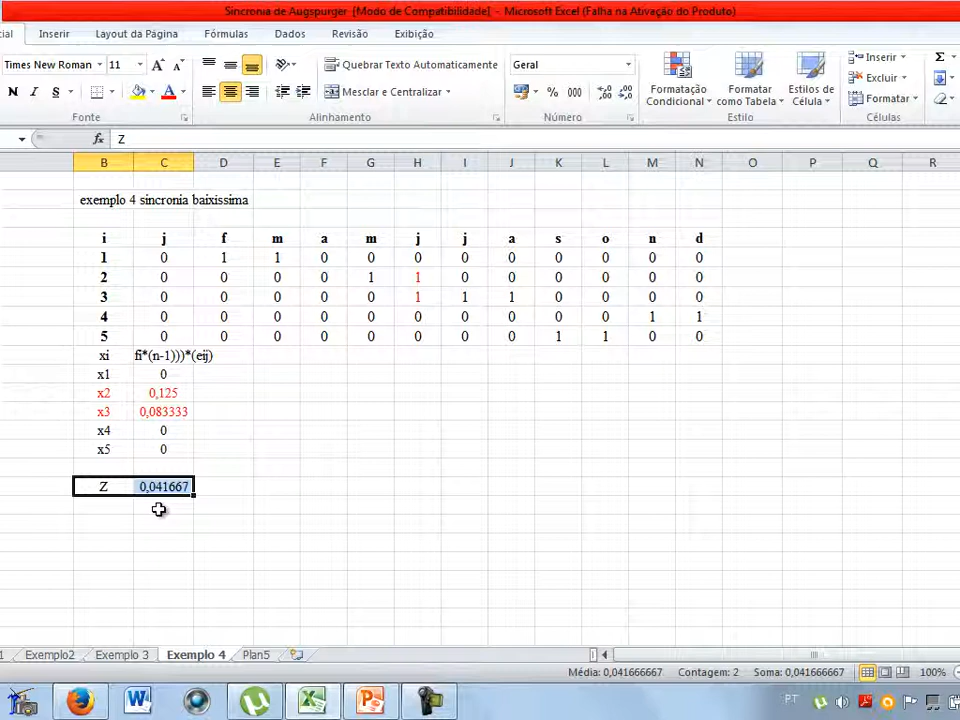 Sincronia de Augspurger [Modo de Compatibilidade] - Microsoft Excel (Falha na Ativação do Produto)
Inserir Layout da Página Fórmulas Dados Revisão Exibição
Times New Roman 11 A A Quebrar Texto Automaticamente Geral Inserir Σ
N I S A Mesclar e Centralizar % 000 Formatação Condicional Formatar como Tabela Estilos de Célula Excluir
Formatar
Fonte Alinhamento Número Estilo Células
fx Z
B C D E F G H I J K L M N O P Q R
exemplo 4 sincronia baixissima
i j f m a m j j a s o n d
1 0 1 1 0 0 0 0 0 0 0 0 0
2 0 0 0 0 1 1 0 0 0 0 0 0
3 0 0 0 0 0 1 1 1 0 0 0 0
4 0 0 0 0 0 0 0 0 0 0 1 1
5 0 0 0 0 0 0 0 0 1 1 0 0
xi fi*(n-1)))*(eij)
x1 0
x2 0,125
x3 0,083333
x4 0
x5 0
Z 0,041667
1 Exemplo2 Exemplo 3 Exemplo 4 Plan5
Média: 0,041666667 Contagem: 2 Soma: 0,041666667 100%
PT